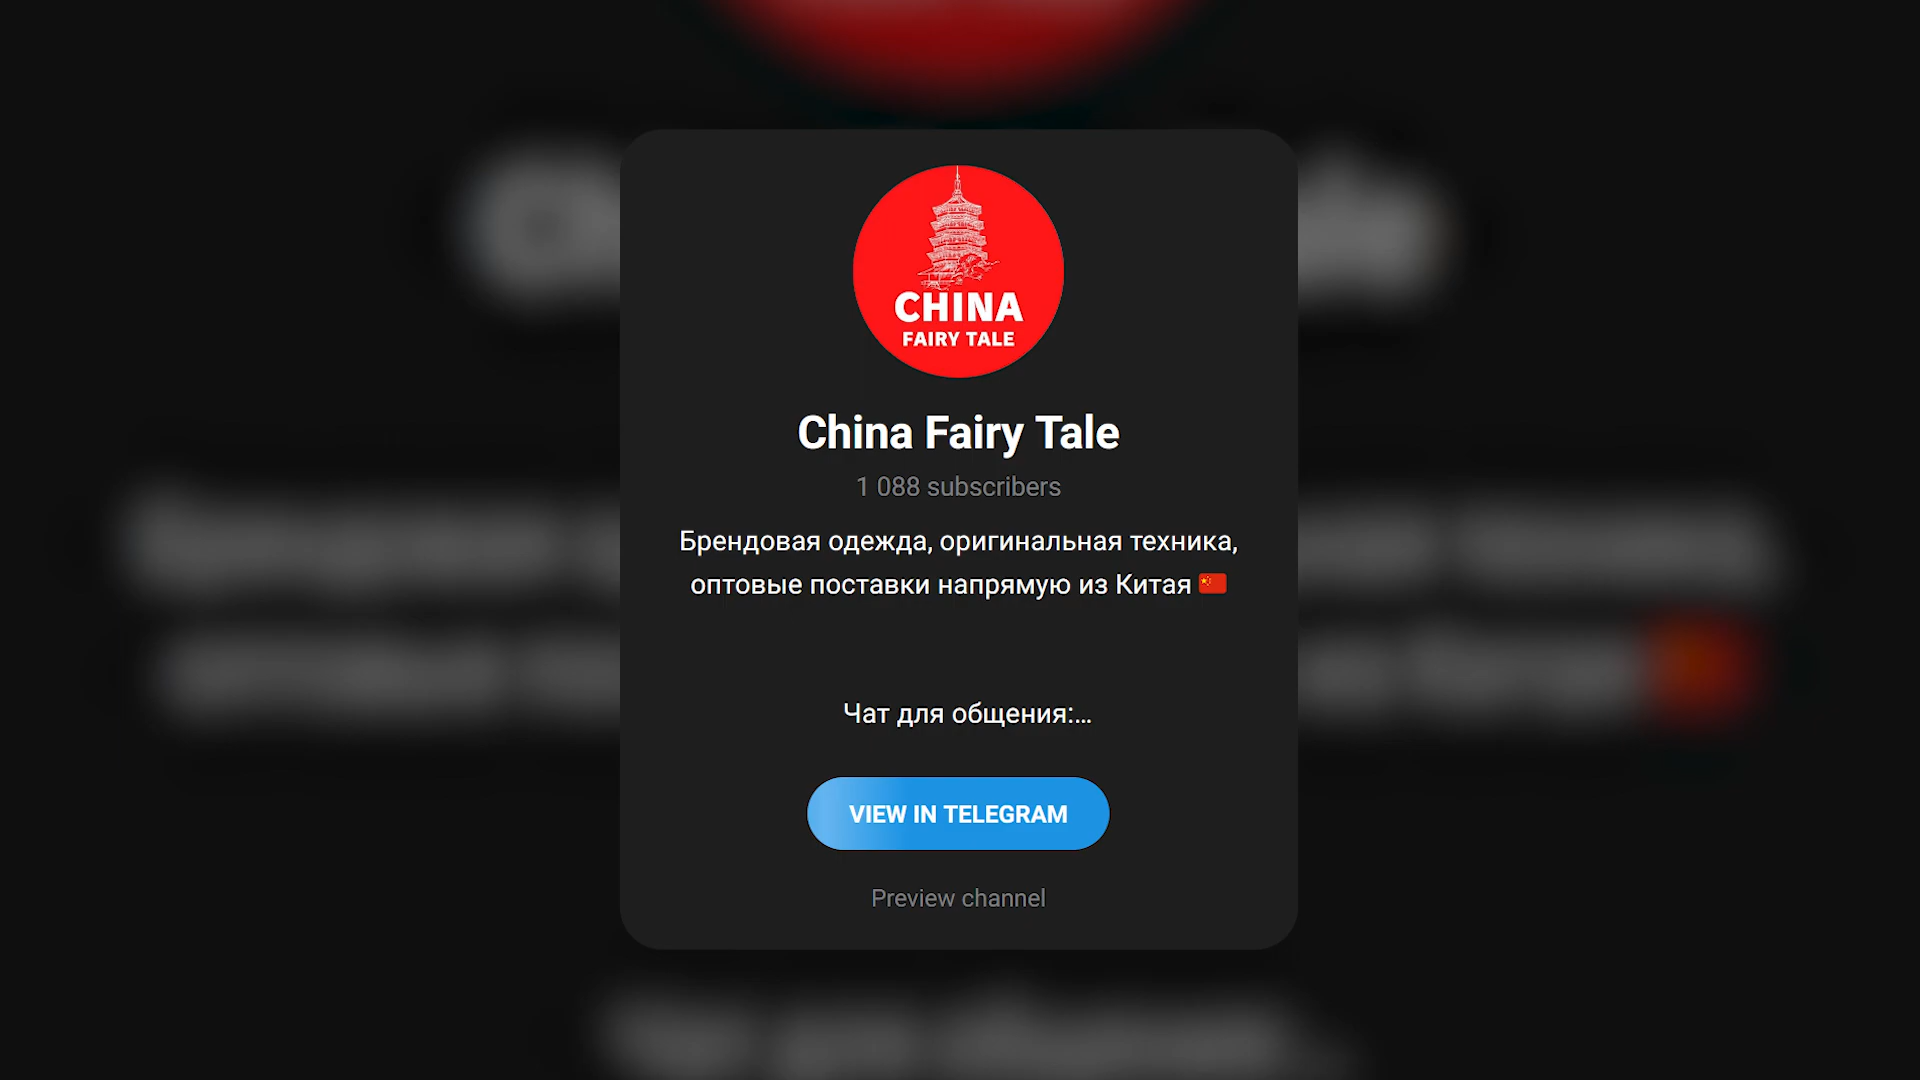 CHINA
FAIRY TALE
China Fairy Tale
1 088 subscribers
Брендовая одежда, оригинальная техника,
оптовые поставки напрямую из Китая 🇨🇳
Чат для общения:...
VIEW IN TELEGRAM
Preview channel